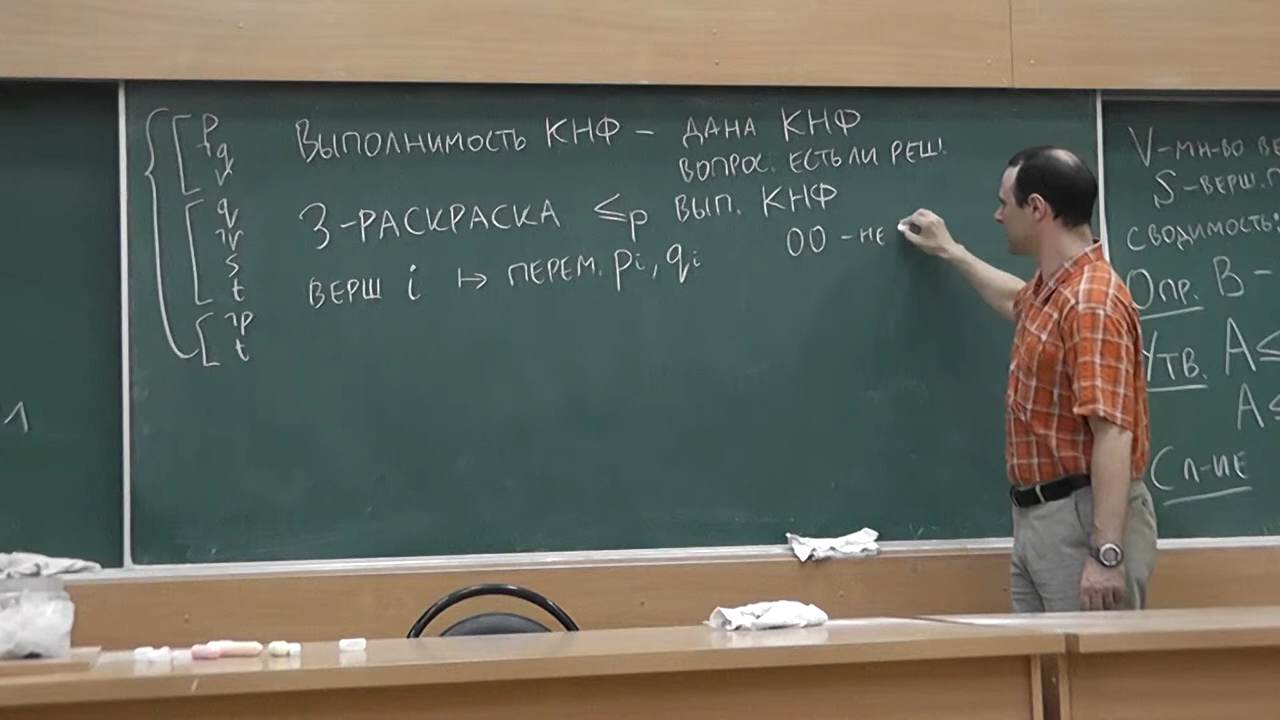 p
¬q
r
q
¬r
s
t
¬p
t
ВЫПОЛНИМОСТЬ КНФ – ДАНА КНФ
ВОПРОС. ЕСТЬ ЛИ РЕШ.
3-РАСКРАСКА ≤p ВЫП. КНФ
00 – НЕ
ВЕРШ i ↦ ПЕРЕМ. pi, qi
V-МН-ВО ВЕ
S-ВЕРШ.
СВОДИМОСТЬ:
Опр. B –
Утв. A ≤
A ≤
Сл-ие